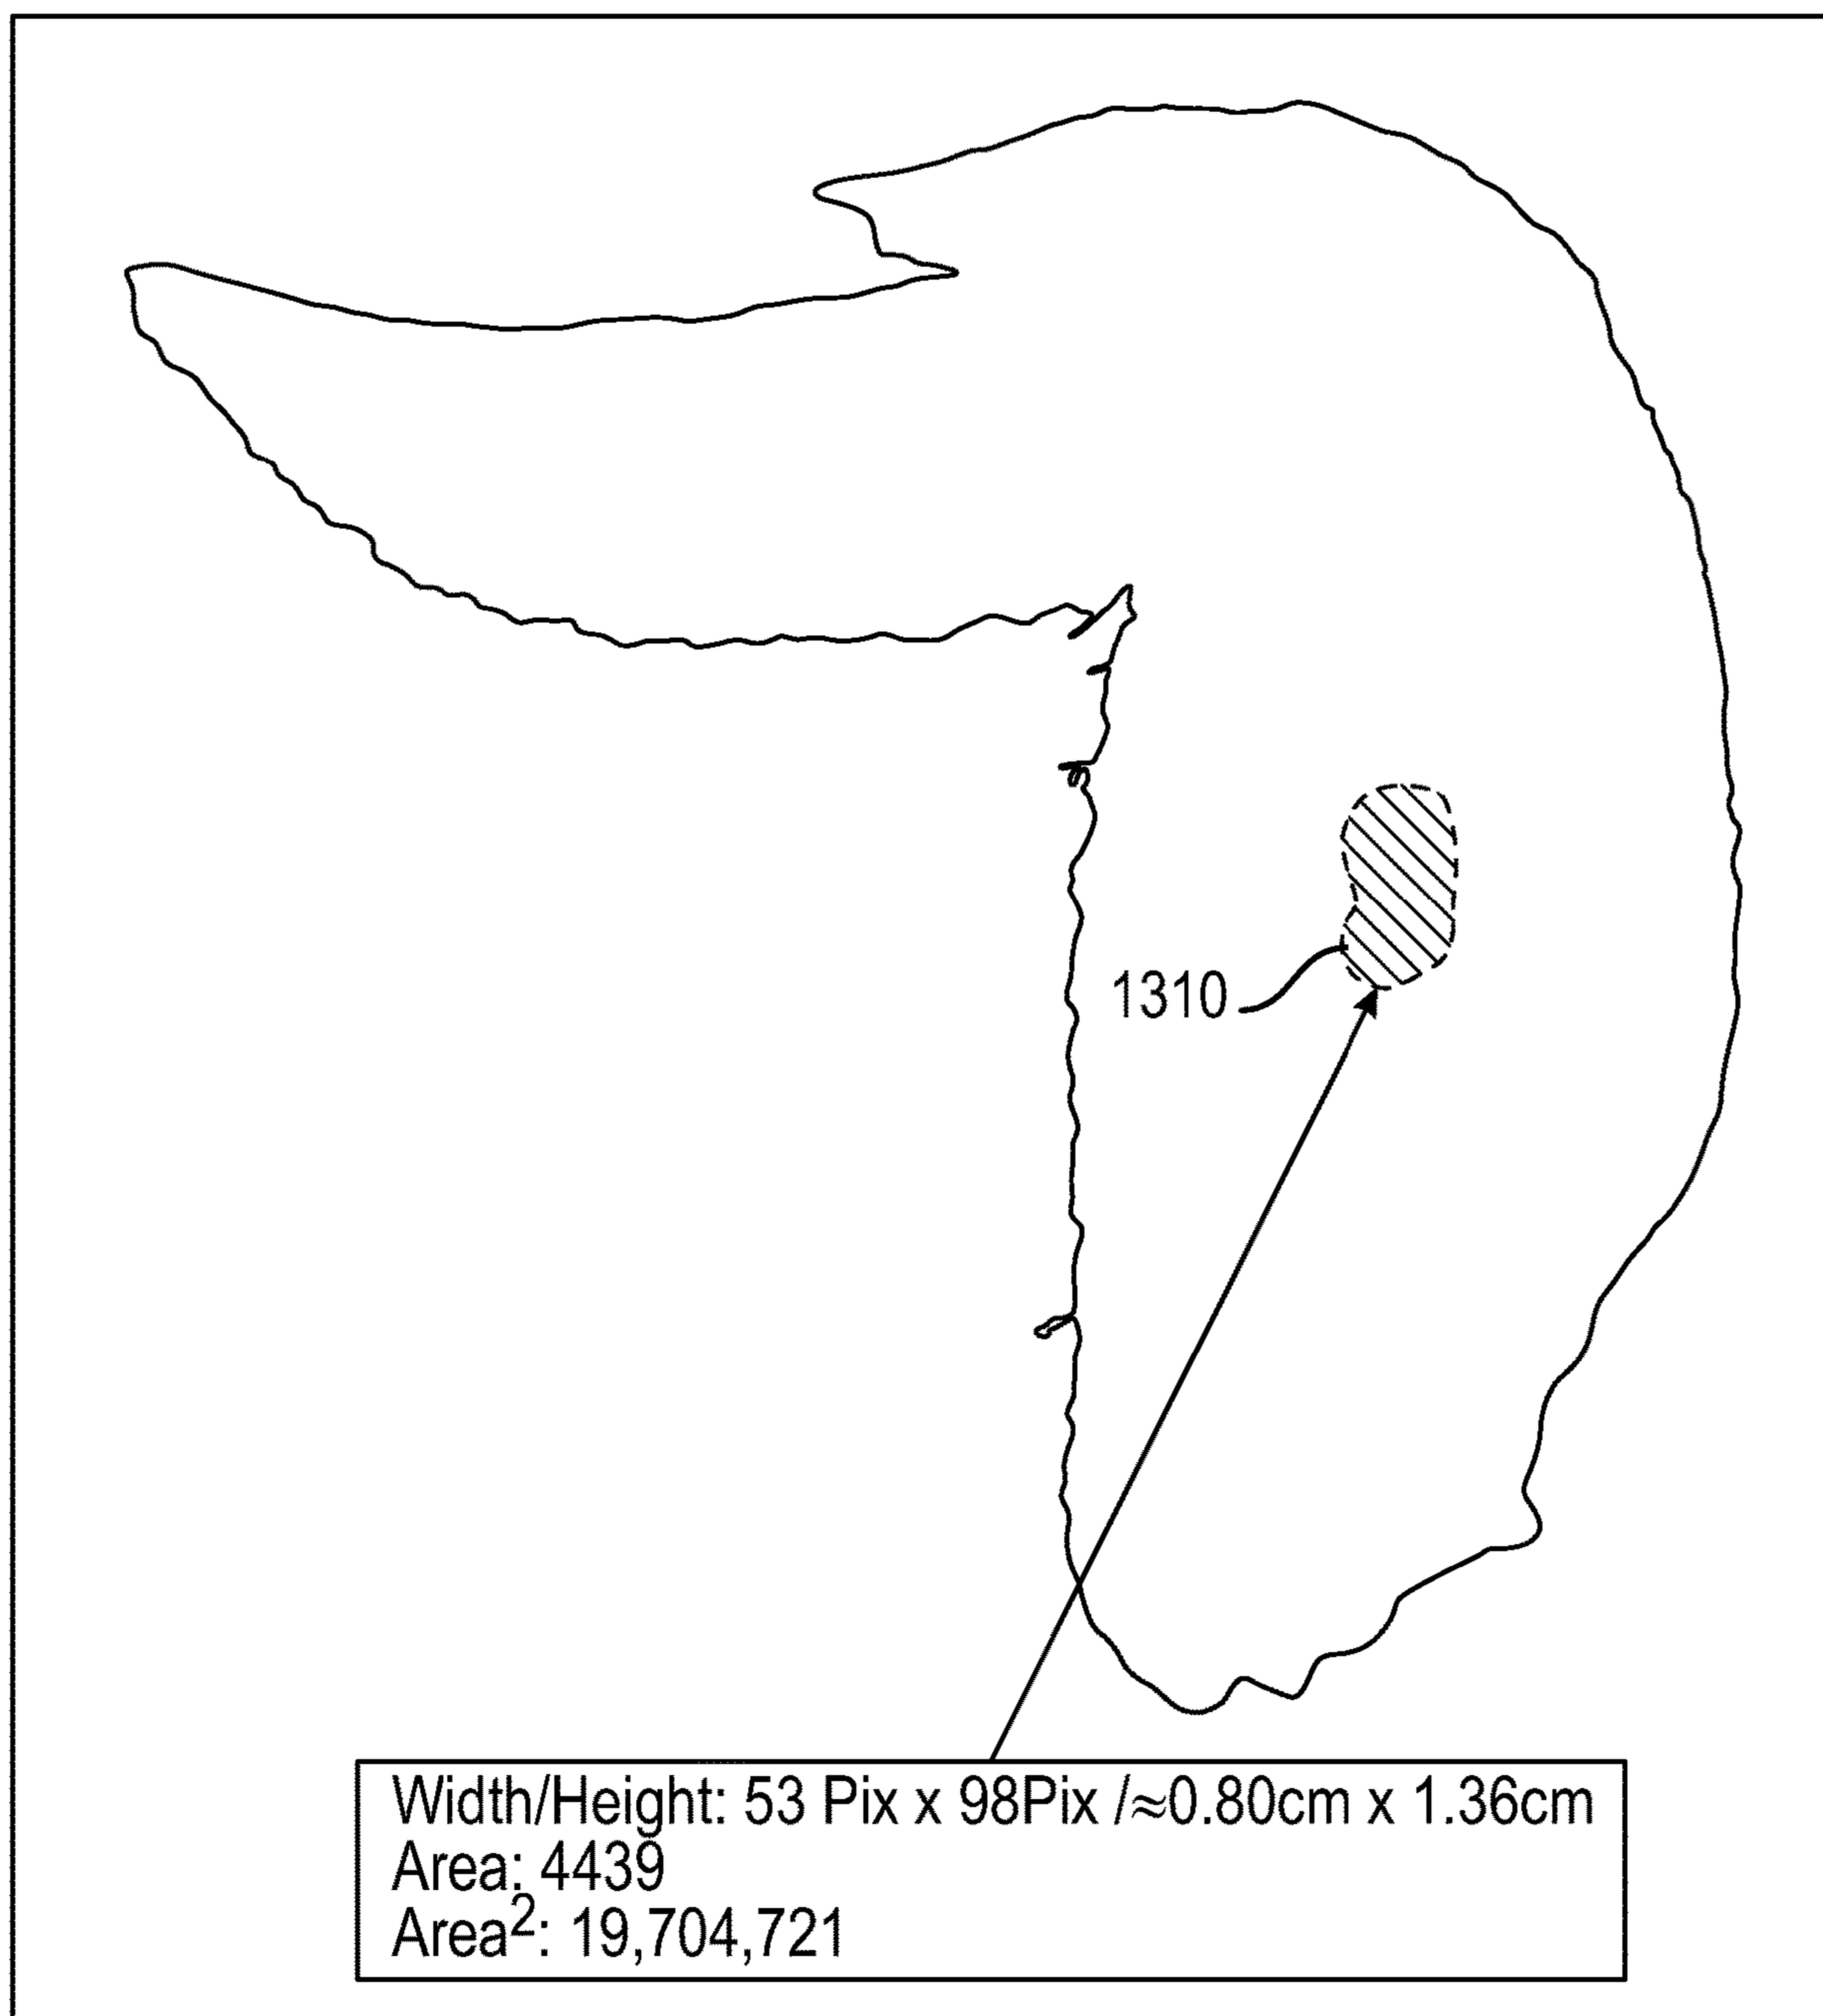 1310
Width/Height: 53 Pix x 98Pix /≈0.80cm x 1.36cm
Area: 4439
Area²: 19,704,721